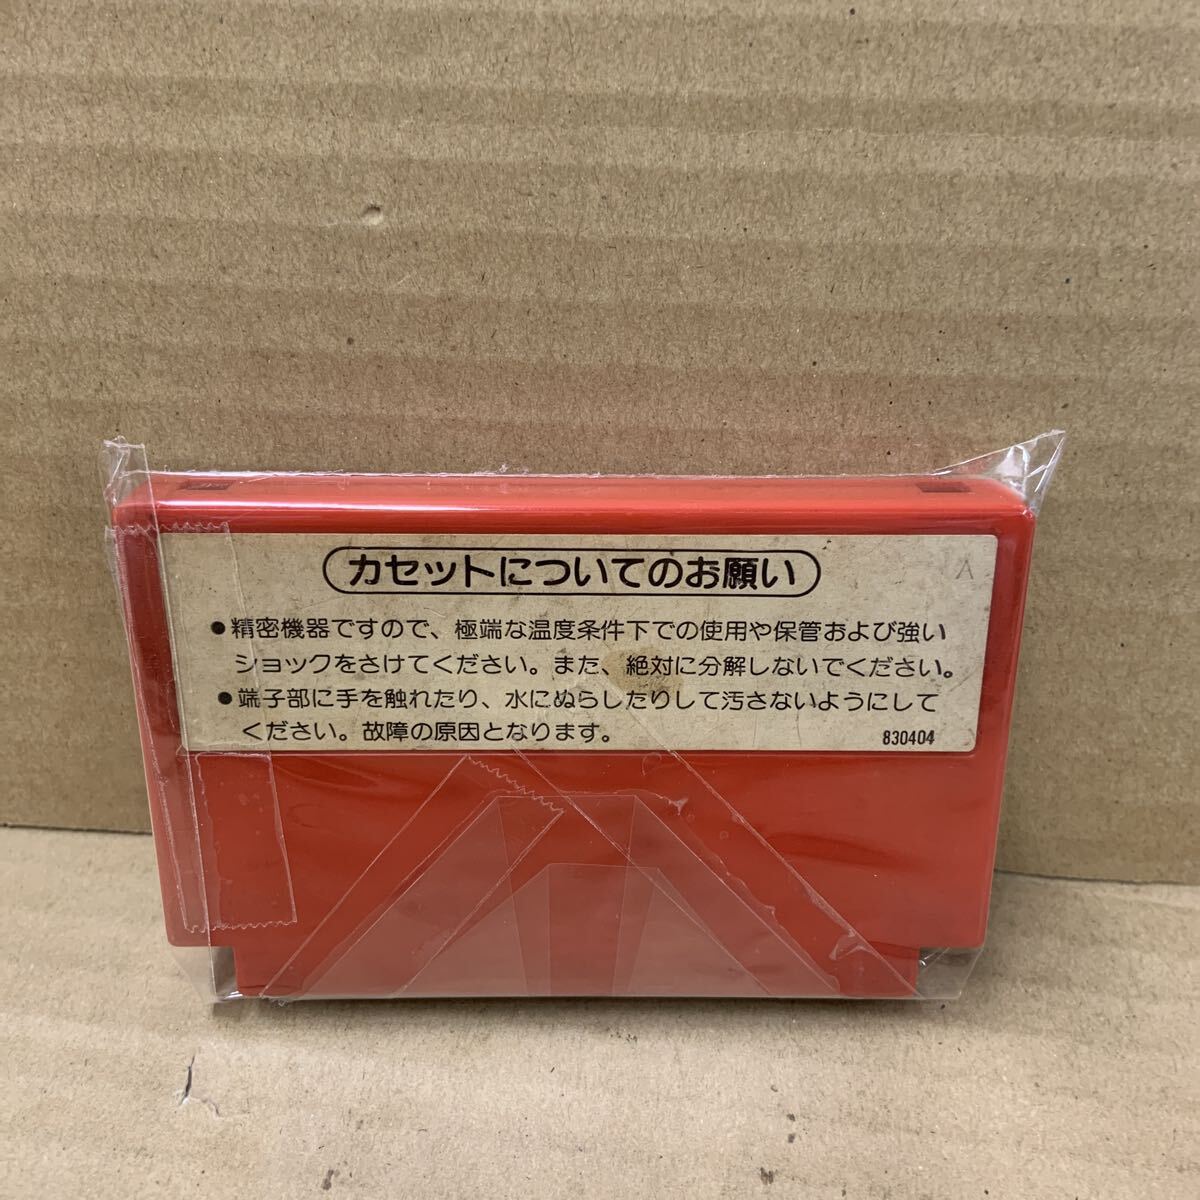 カセットについてのお願い
●精密機器ですので、極端な温度条件下での使用や保管および強い
ショックをさけてください。また、絶対に分解しないでください。
●端子部に手を触れたり、水にぬらしたりして汚さないようにして
ください。故障の原因となります。
830404